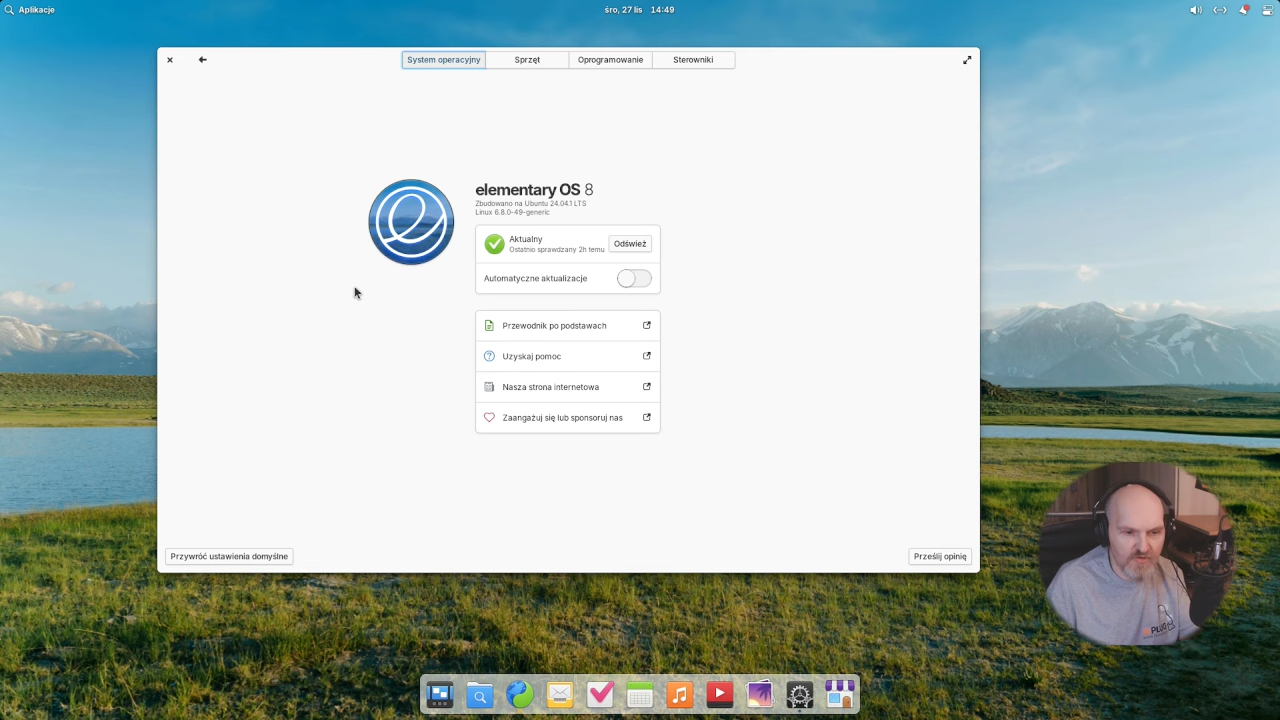 Aplikacje
śro, 27 lis 14:49
System operacyjny
Sprzęt
Oprogramowanie
Sterowniki
elementary OS 8
Zbudowano na Ubuntu 24.04.1 LTS
Linux 6.8.0-49-generic
Aktualny
Ostatnio sprawdzany 2h temu
Odśwież
Automatyczne aktualizacje
Przewodnik po podstawach
Uzyskaj pomoc
Nasza strona internetowa
Zaangażuj się lub sponsoruj nas
Przywróć ustawienia domyślne
Prześlij opinię
PLUG